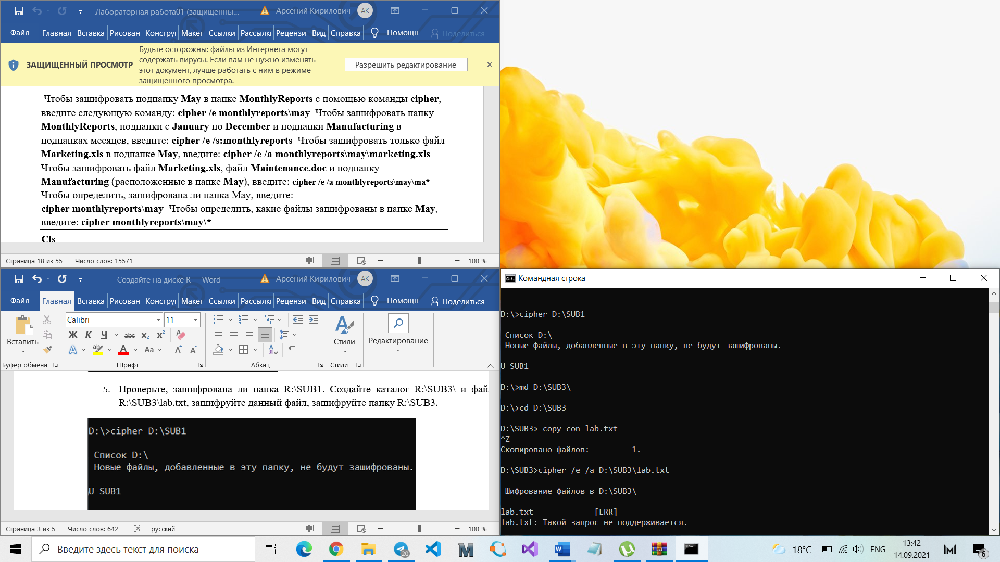 Лабораторная работа01 (защищенны...
Арсений Кирилович
АК
Файл
Главная
Вставка
Рисован
Констру
Макет
Ссылки
Рассылк
Рецензи
Вид
Справка
Помощн
Поделиться
ЗАЩИЩЕННЫЙ ПРОСМОТР
Будьте осторожны: файлы из Интернета могут
содержать вирусы. Если вам не нужно изменять
этот документ, лучше работать с ним в режиме
защищенного просмотра.
Разрешить редактирование
Чтобы зашифровать подпапку May в папке MonthlyReports с помощью команды cipher,
введите следующую команду: cipher /e monthlyreports\may Чтобы зашифровать папку
MonthlyReports, подпапки с January по December и подпапки Manufacturing в
подпапках месяцев, введите: cipher /e /s:monthlyreports Чтобы зашифровать только файл
Marketing.xls в подпапке May, введите: cipher /e /a monthlyreports\may\marketing.xls
Чтобы зашифровать файл Marketing.xls, файл Maintenance.doc и подпапку
Manufacturing (расположенные в папке May), введите: cipher /e /a monthlyreports\may\ma*
Чтобы определить, зашифрована ли папка May, введите:
cipher monthlyreports\may Чтобы определить, какие файлы зашифрованы в папке May,
введите: cipher monthlyreports\may\*
Cls
Страница 18 из 55
Число слов: 15571
100 %
Создайте на диске R - Word
Арсений Кирилович
АК
Файл
Главная
Вставка
Рисован
Констру
Макет
Ссылки
Рассылк
Рецензи
Вид
Справка
Помощн
Поделиться
Вставить
Calibri
11
Ж К Ч abc x₂ x²
А ab А Aa А А
Стили
Редактирование
Буфер обмена
Шрифт
Абзац
Стили
5. Проверьте, зашифрована ли папка R:\SUB1. Создайте каталог R:\SUB3\ и фай
R:\SUB3\lab.txt, зашифруйте данный файл, зашифруйте папку R:\SUB3.
D:\>cipher D:\SUB1
Список D:\
Новые файлы, добавленные в эту папку, не будут зашифрованы.
U SUB1
Страница 3 из 5
Число слов: 642
русский
100 %
Командная строка
D:\>cipher D:\SUB1
Список D:\
Новые файлы, добавленные в эту папку, не будут зашифрованы.
U SUB1
D:\>md D:\SUB3\
D:\>cd D:\SUB3
D:\SUB3> copy con lab.txt
^Z
Скопировано файлов: 1.
D:\SUB3>cipher /e /a D:\SUB3\lab.txt
Шифрование файлов в D:\SUB3\
lab.txt [ERR]
lab.txt: Такой запрос не поддерживается.
Введите здесь текст для поиска
20
18°C
ENG
13:42
14.09.2021
6